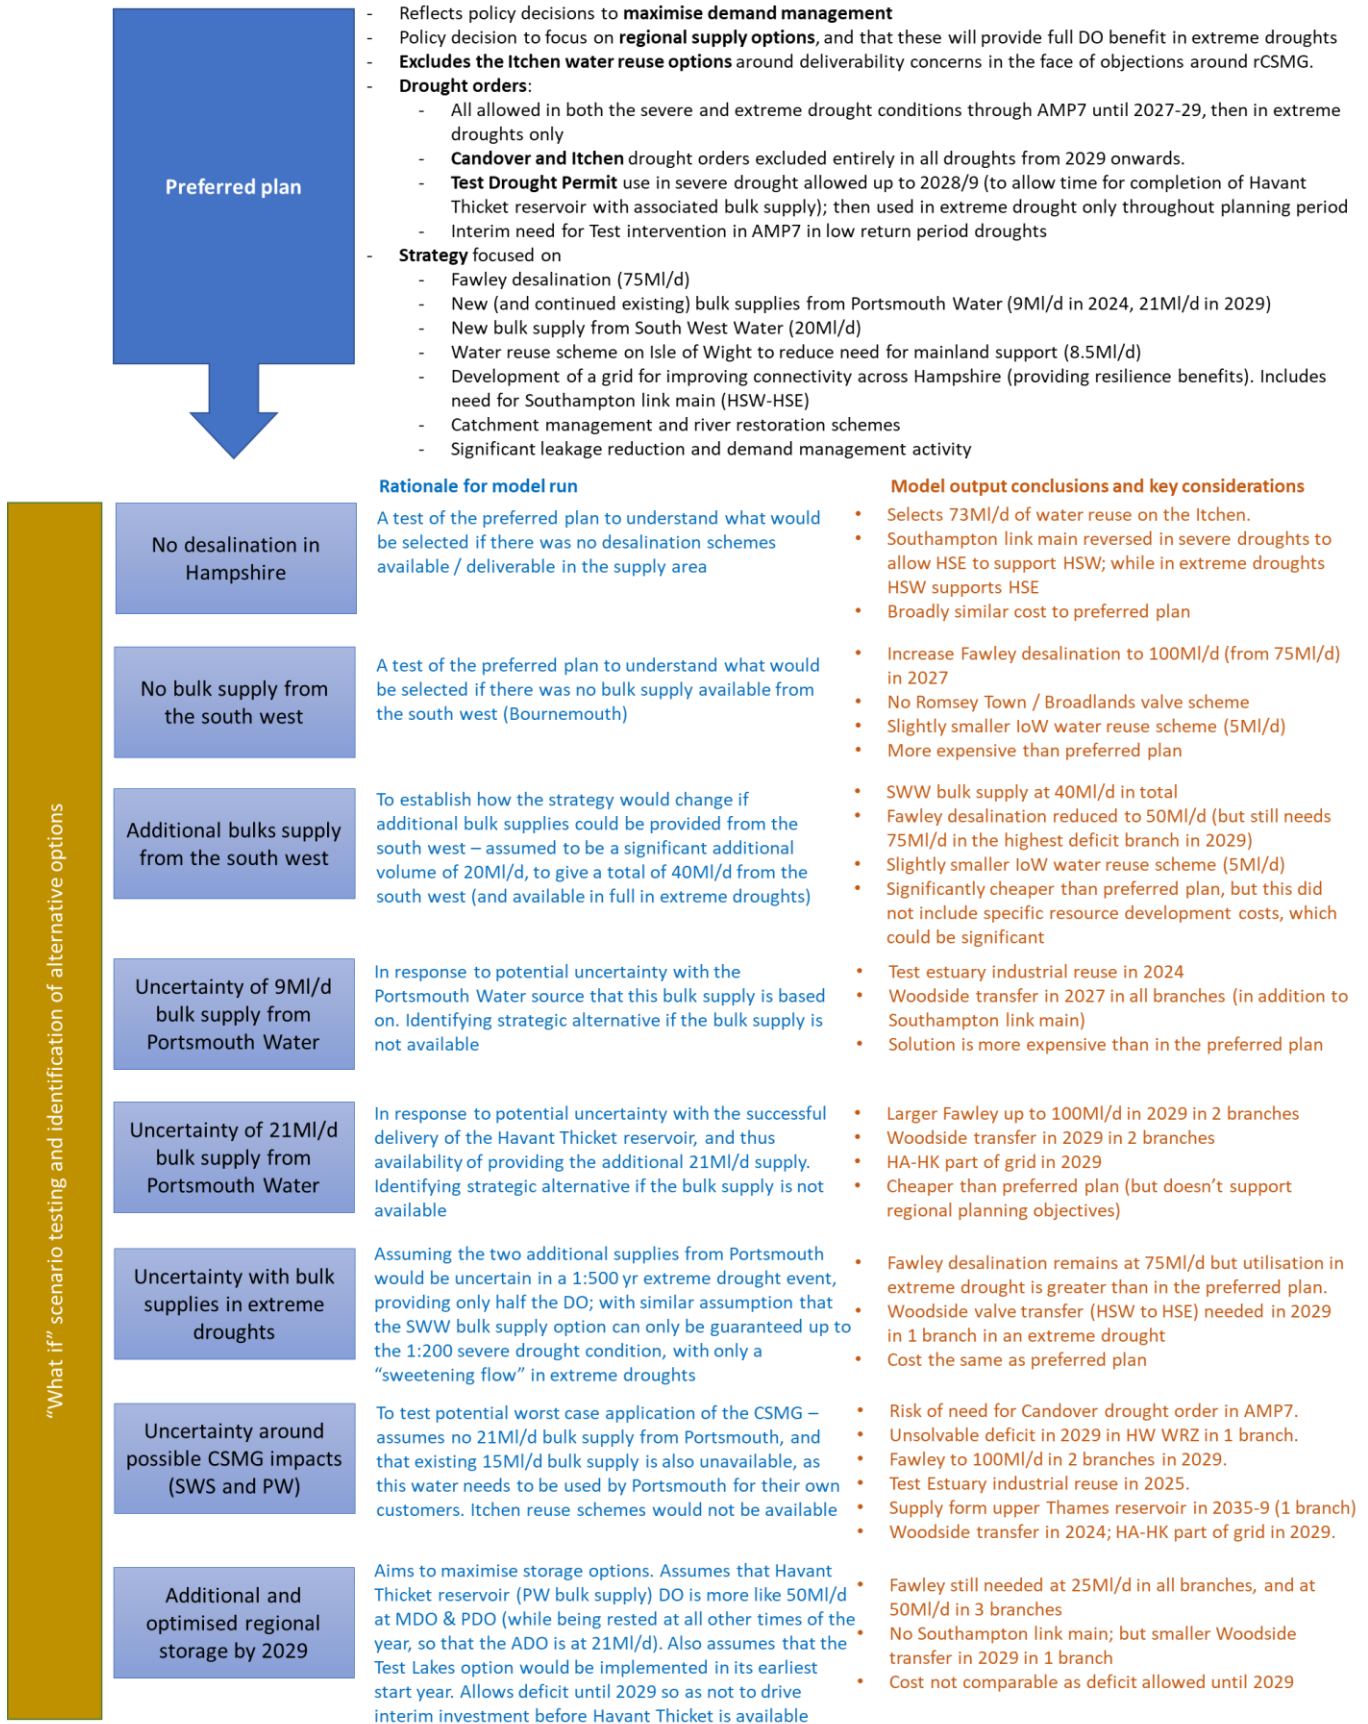 Preferred plan
- Reflects policy decisions to maximise demand management
- Policy decision to focus on regional supply options, and that these will provide full DO benefit in extreme droughts
- Excludes the Itchen water reuse options around deliverability concerns in the face of objections around rCSMG.
- Drought orders:
- All allowed in both the severe and extreme drought conditions through AMP7 until 2027-29, then in extreme
droughts only
- Candover and Itchen drought orders excluded entirely in all droughts from 2029 onwards.
- Test Drought Permit use in severe drought allowed up to 2028/9 (to allow time for completion of Havant
Thicket reservoir with associated bulk supply); then used in extreme drought only throughout planning period
- Interim need for Test intervention in AMP7 in low return period droughts
- Strategy focused on
- Fawley desalination (75Ml/d)
- New (and continued existing) bulk supplies from Portsmouth Water (9Ml/d in 2024, 21Ml/d in 2029)
- New bulk supply from South West Water (20Ml/d)
- Water reuse scheme on Isle of Wight to reduce need for mainland support (8.5Ml/d)
- Development of a grid for improving connectivity across Hampshire (providing resilience benefits). Includes
need for Southampton link main (HSW-HSE)
- Catchment management and river restoration schemes
- Significant leakage reduction and demand management activity
"What if" scenario testing and identification of alternative options
Rationale for model run
Model output conclusions and key considerations
No desalination in
Hampshire
A test of the preferred plan to understand what would
be selected if there was no desalination schemes
available / deliverable in the supply area
• Selects 73Ml/d of water reuse on the Itchen.
• Southampton link main reversed in severe droughts to
allow HSE to support HSW; while in extreme droughts
HSW supports HSE
• Broadly similar cost to preferred plan
No bulk supply from
the south west
A test of the preferred plan to understand what would
be selected if there was no bulk supply available from
the south west (Bournemouth)
• Increase Fawley desalination to 100Ml/d (from 75Ml/d)
in 2027
• No Romsey Town / Broadlands valve scheme
• Slightly smaller IoW water reuse scheme (5Ml/d)
• More expensive than preferred plan
Additional bulks supply
from the south west
To establish how the strategy would change if
additional bulk supplies could be provided from the
south west – assumed to be a significant additional
volume of 20Ml/d, to give a total of 40Ml/d from the
south west (and available in full in extreme droughts)
• SWW bulk supply at 40Ml/d in total
• Fawley desalination reduced to 50Ml/d (but still needs
75Ml/d in the highest deficit branch in 2029)
• Slightly smaller IoW water reuse scheme (5Ml/d)
• Significantly cheaper than preferred plan, but this did
not include specific resource development costs, which
could be significant
Uncertainty of 9Ml/d
bulk supply from
Portsmouth Water
In response to potential uncertainty with the
Portsmouth Water source that this bulk supply is based
on. Identifying strategic alternative if the bulk supply is
not available
• Test estuary industrial reuse in 2024
• Woodside transfer in 2027 in all branches (in addition to
Southampton link main)
• Solution is more expensive than in the preferred plan
Uncertainty of 21Ml/d
bulk supply from
Portsmouth Water
In response to potential uncertainty with the successful
delivery of the Havant Thicket reservoir, and thus
availability of providing the additional 21Ml/d supply.
Identifying strategic alternative if the bulk supply is not
available
• Larger Fawley up to 100Ml/d in 2029 in 2 branches
• Woodside transfer in 2029 in 2 branches
• HA-HK part of grid in 2029
• Cheaper than preferred plan (but doesn't support
regional planning objectives)
Uncertainty with bulk
supplies in extreme
droughts
Assuming the two additional supplies from Portsmouth
would be uncertain in a 1:500 yr extreme drought event,
providing only half the DO; with similar assumption that
the SWW bulk supply option can only be guaranteed up to
the 1:200 severe drought condition, with only a
"sweetening flow" in extreme droughts
• Fawley desalination remains at 75Ml/d but utilisation in
extreme drought is greater than in the preferred plan.
• Woodside valve transfer (HSW to HSE) needed in 2029
in 1 branch in an extreme drought
• Cost the same as preferred plan
Uncertainty around
possible CSMG impacts
(SWS and PW)
To test potential worst case application of the CSMG –
assumes no 21Ml/d bulk supply from Portsmouth, and
that existing 15Ml/d bulk supply is also unavailable, as
this water needs to be used by Portsmouth for their own
customers. Itchen reuse schemes would not be available
• Risk of need for Candover drought order in AMP7.
• Unsolvable deficit in 2029 in HW WRZ in 1 branch.
• Fawley to 100Ml/d in 2 branches in 2029.
• Test Estuary industrial reuse in 2025.
• Supply form upper Thames reservoir in 2035-9 (1 branch)
• Woodside transfer in 2024; HA-HK part of grid in 2029.
Additional and
optimised regional
storage by 2029
Aims to maximise storage options. Assumes that Havant
Thicket reservoir (PW bulk supply) DO is more like 50Ml/d
at MDO & PDO (while being rested at all other times of the
year, so that the ADO is at 21Ml/d). Also assumes that the
Test Lakes option would be implemented in its earliest
start year. Allows deficit until 2029 so as not to drive
interim investment before Havant Thicket is available
• Fawley still needed at 25Ml/d in all branches, and at
50Ml/d in 3 branches
• No Southampton link main; but smaller Woodside
transfer in 2029 in 1 branch
• Cost not comparable as deficit allowed until 2029